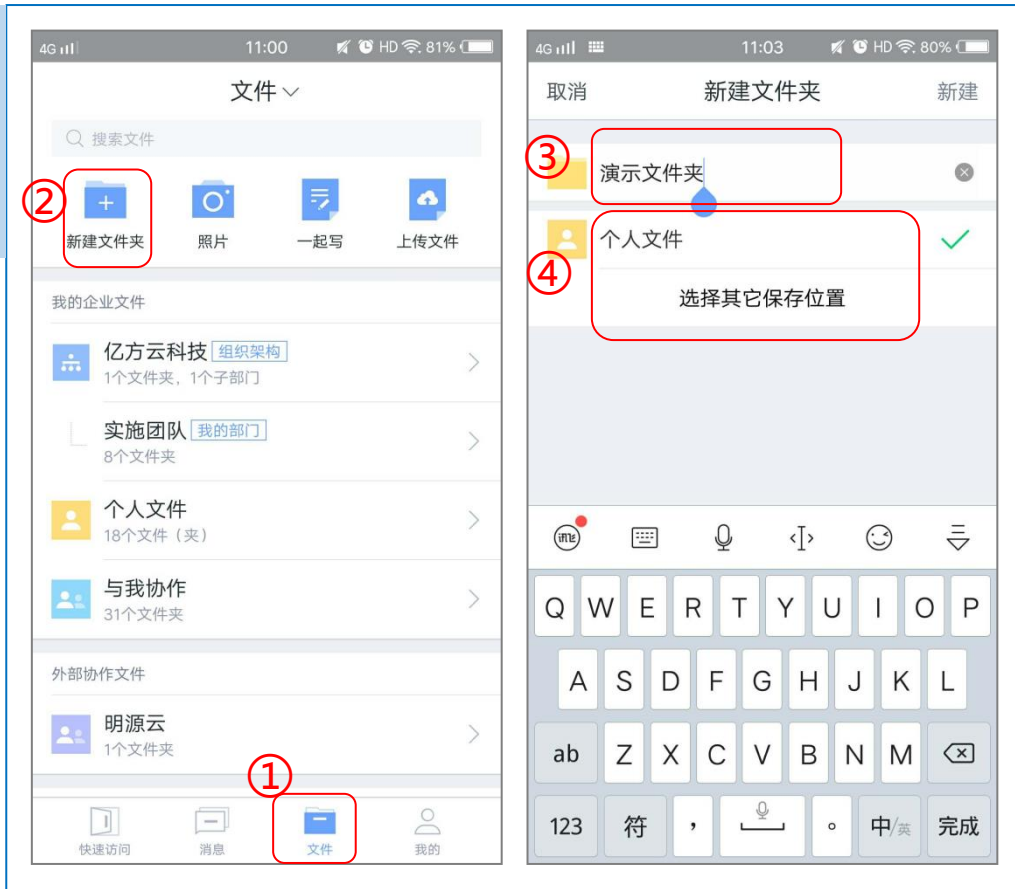 4G 11:00 HD 81%
文件
搜索文件
②
新建文件夹 照片 一起写 上传文件
我的企业文件
亿方云科技 组织架构
1个文件夹，1个子部门
实施团队 我的部门
8个文件夹
个人文件
18个文件（夹）
与我协作
31个文件夹
外部协作文件
明源云
1个文件夹
①
快速访问 消息 文件 我的
4G 11:03 HD 80%
取消 新建文件夹 新建
③
演示文件夹
个人文件
④
选择其它保存位置
Q W E R T Y U I O P
A S D F G H J K L
ab Z X C V B N M
123 符 ， 。 中/英 完成